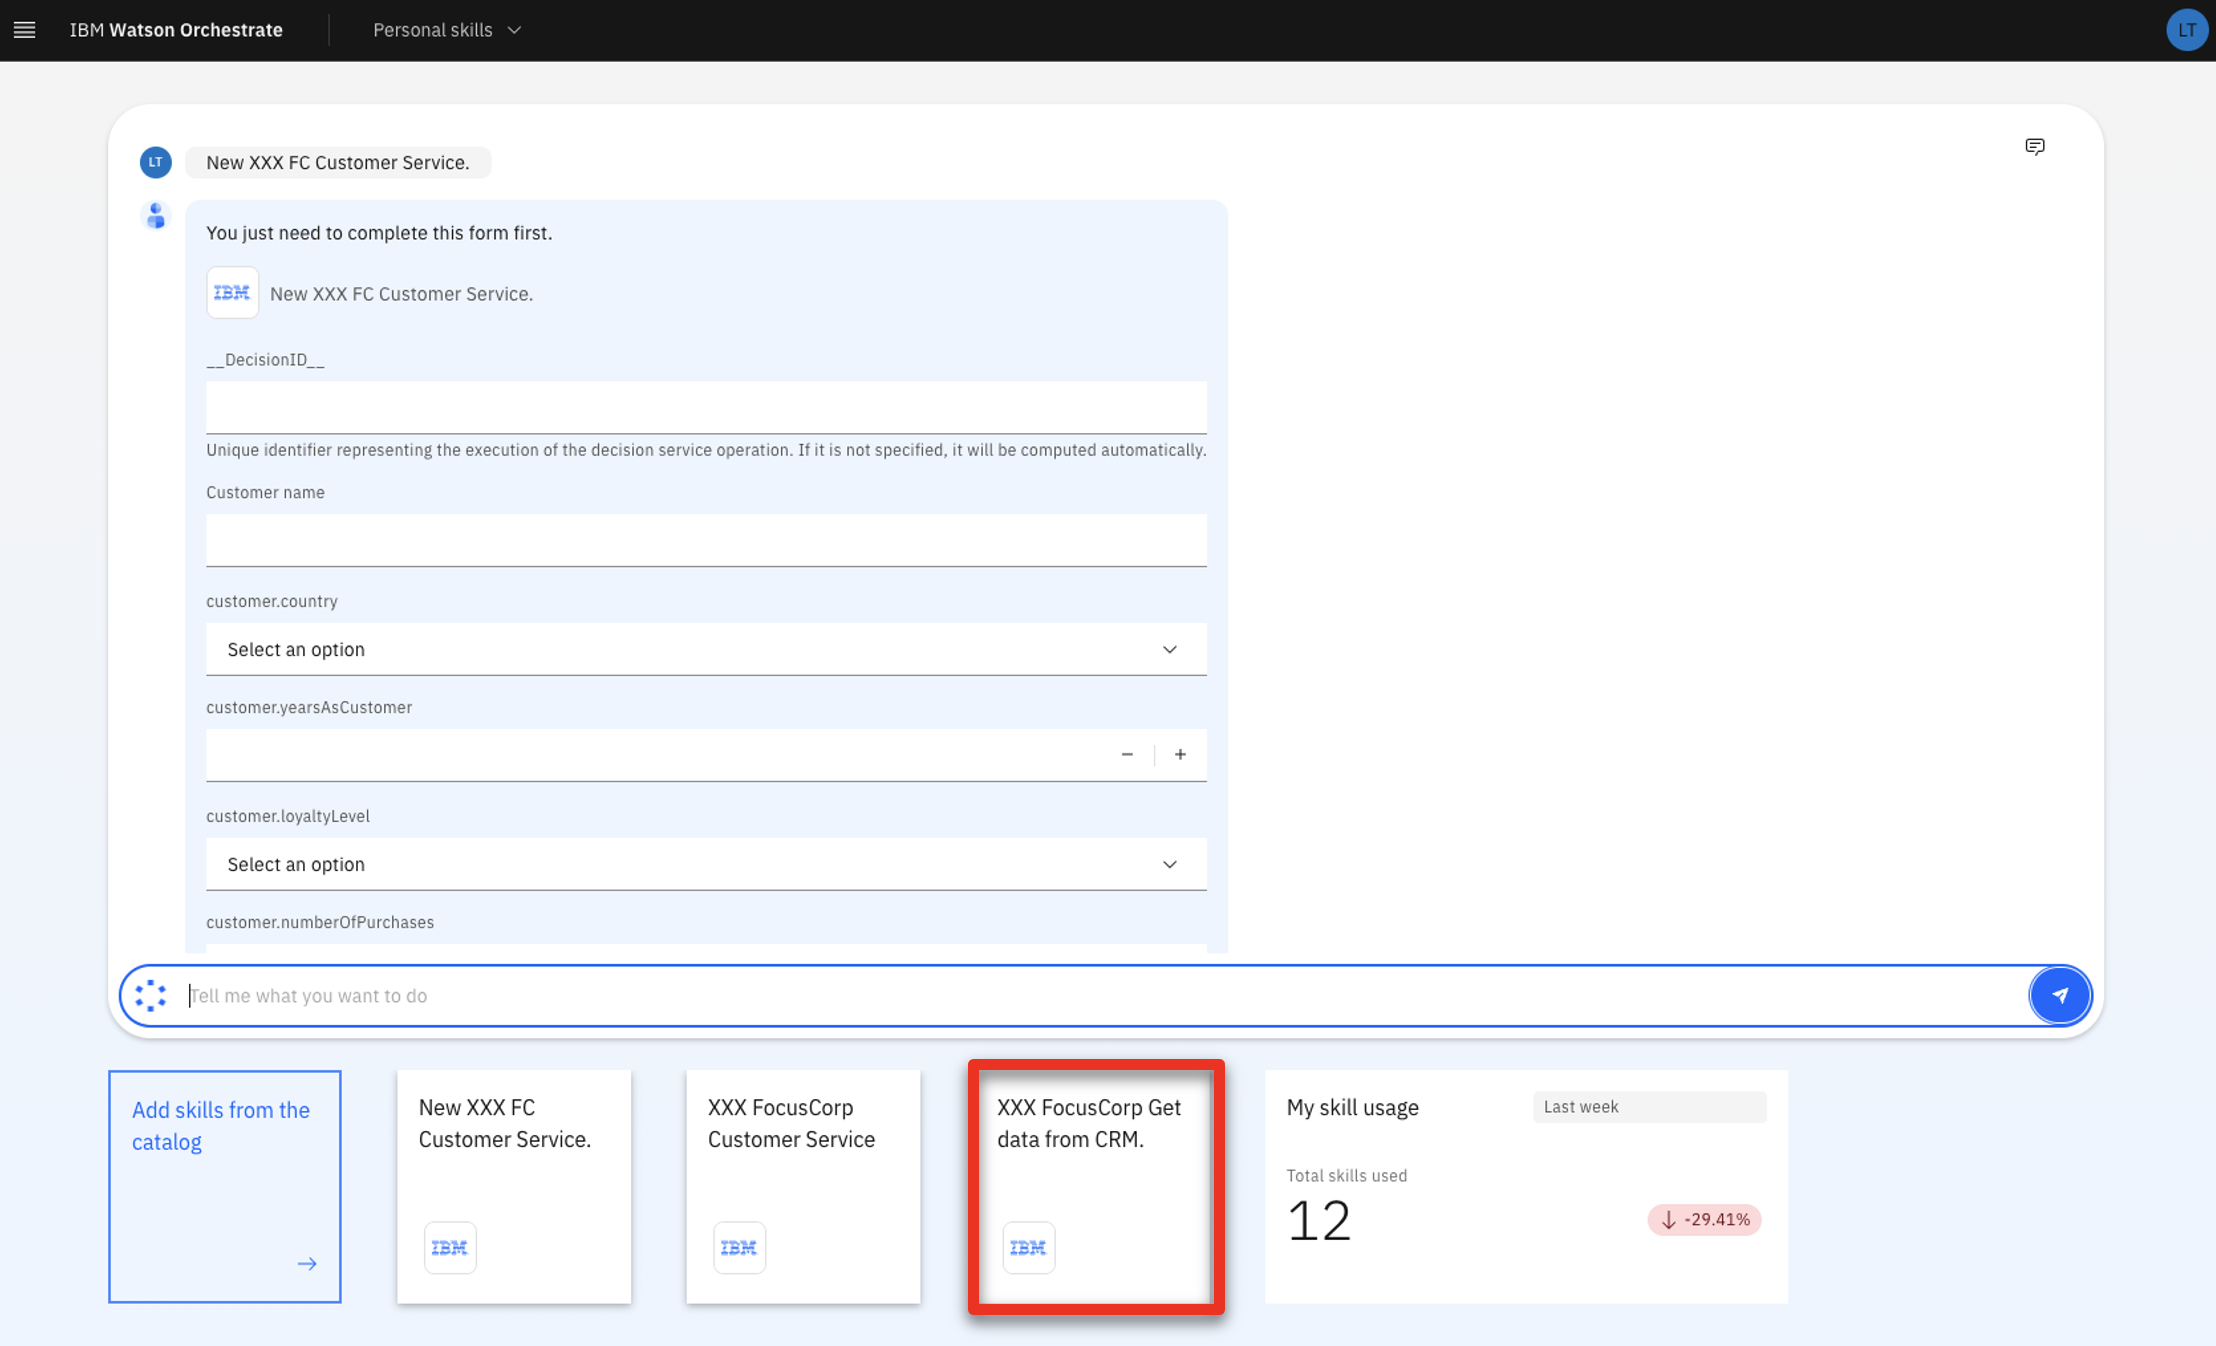 IBM Watson Orchestrate
Personal skills
LT
LT
New XXX FC Customer Service.
You just need to complete this form first.
IBM
New XXX FC Customer Service.
__DecisionID__
Unique identifier representing the execution of the decision service operation. If it is not specified, it will be computed automatically.
Customer name
customer.country
Select an option
customer.yearsAsCustomer
customer.loyaltyLevel
Select an option
customer.numberOfPurchases
Tell me what you want to do
Add skills from the
catalog
New XXX FC
Customer Service.
IBM
XXX FocusCorp
Customer Service
IBM
XXX FocusCorp Get
data from CRM.
IBM
My skill usage
Last week
Total skills used
12
-29.41%